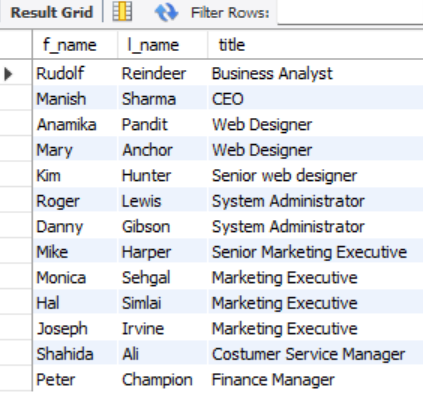 Result Grid Filter Rows:
f_name l_name title
Rudolf Reindeer Business Analyst
Manish Sharma CEO
Anamika Pandit Web Designer
Mary Anchor Web Designer
Kim Hunter Senior web designer
Roger Lewis System Administrator
Danny Gibson System Administrator
Mike Harper Senior Marketing Executive
Monica Sehgal Marketing Executive
Hal Simlai Marketing Executive
Joseph Irvine Marketing Executive
Shahida Ali Costumer Service Manager
Peter Champion Finance Manager